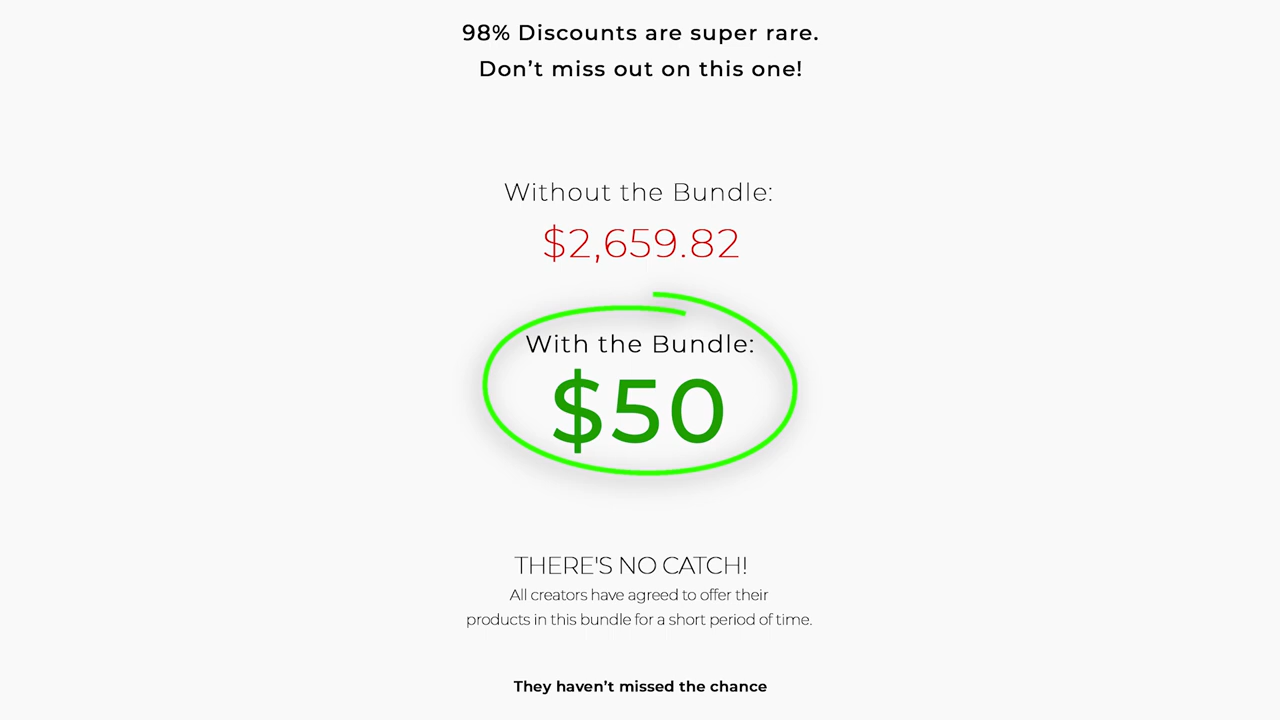 98% Discounts are super rare.
Don’t miss out on this one!
Without the Bundle:
$2,659.82
With the Bundle:
$50
THERE'S NO CATCH!
All creators have agreed to offer their
products in this bundle for a short period of time.
They haven’t missed the chance